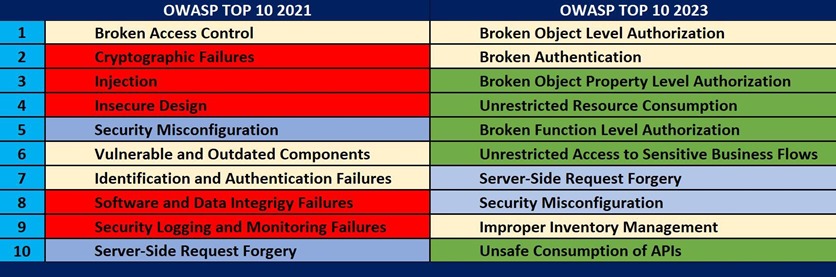 OWASP TOP 10 2021 OWASP TOP 10 2023
1 Broken Access Control Broken Object Level Authorization
2 Cryptographic Failures Broken Authentication
3 Injection Broken Object Property Level Authorization
4 Insecure Design Unrestricted Resource Consumption
5 Security Misconfiguration Broken Function Level Authorization
6 Vulnerable and Outdated Components Unrestricted Access to Sensitive Business Flows
7 Identification and Authentication Failures Server-Side Request Forgery
8 Software and Data Integrigy Failures Security Misconfiguration
9 Security Logging and Monitoring Failures Improper Inventory Management
10 Server-Side Request Forgery Unsafe Consumption of APIs